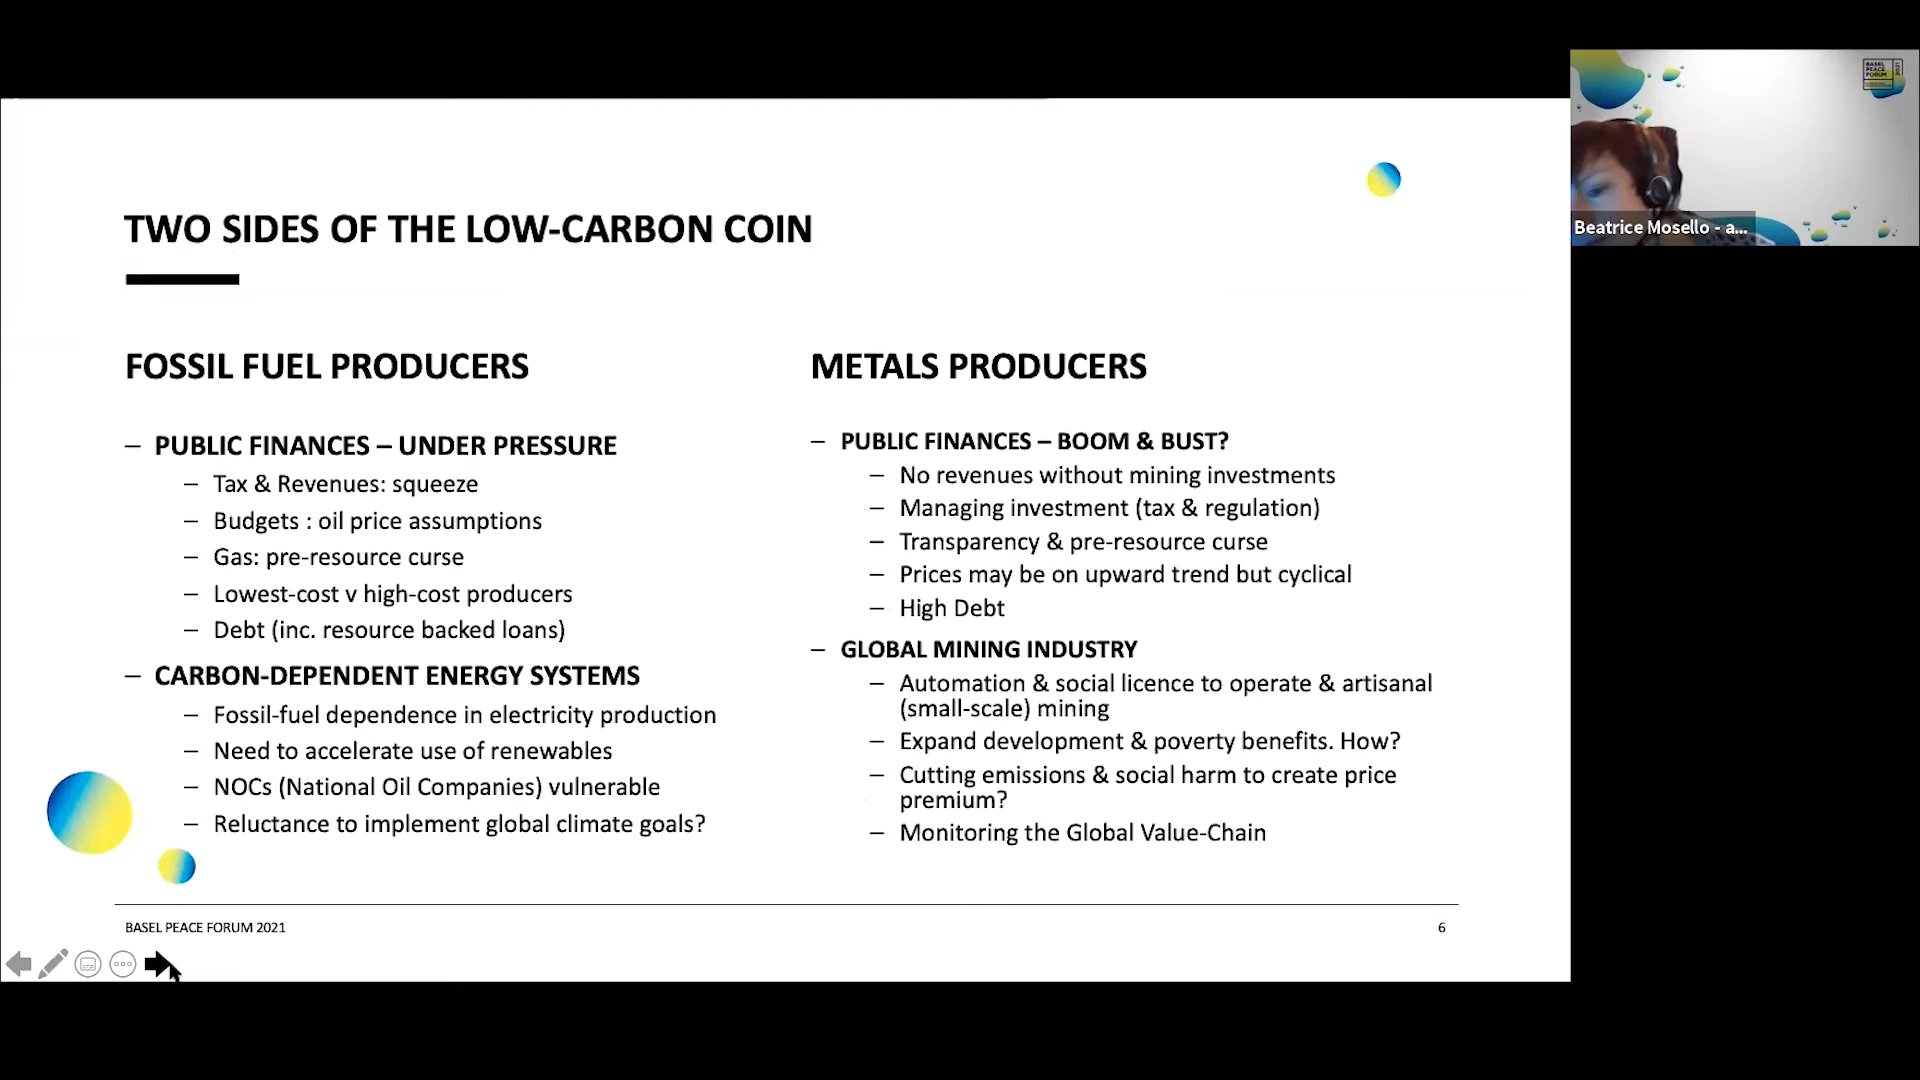 TWO SIDES OF THE LOW-CARBON COIN
FOSSIL FUEL PRODUCERS
– PUBLIC FINANCES – UNDER PRESSURE
– Tax & Revenues: squeeze
– Budgets : oil price assumptions
– Gas: pre-resource curse
– Lowest-cost v high-cost producers
– Debt (inc. resource backed loans)
– CARBON-DEPENDENT ENERGY SYSTEMS
– Fossil-fuel dependence in electricity production
– Need to accelerate use of renewables
– NOCs (National Oil Companies) vulnerable
– Reluctance to implement global climate goals?
METALS PRODUCERS
– PUBLIC FINANCES – BOOM & BUST?
– No revenues without mining investments
– Managing investment (tax & regulation)
– Transparency & pre-resource curse
– Prices may be on upward trend but cyclical
– High Debt
– GLOBAL MINING INDUSTRY
– Automation & social licence to operate & artisanal
(small-scale) mining
– Expand development & poverty benefits. How?
– Cutting emissions & social harm to create price
premium?
– Monitoring the Global Value-Chain
BASEL PEACE FORUM 2021
6
BASEL
PEACE
FORUM
2021
Beatrice Mosello - a...